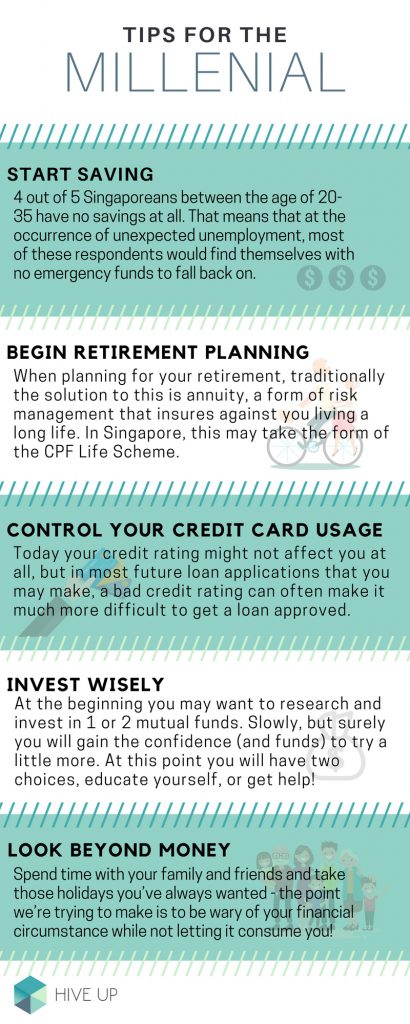 TIPS FOR THE
MILLENIAL
START SAVING
4 out of 5 Singaporeans between the age of 20-
35 have no savings at all. That means that at the
occurrence of unexpected unemployment, most
of these respondents would find themselves with
no emergency funds to fall back on.
$ $ $
BEGIN RETIREMENT PLANNING
When planning for your retirement, traditionally
the solution to this is annuity, a form of risk
management that insures against you living a
long life. In Singapore, this may take the form of
the CPF Life Scheme.
CONTROL YOUR CREDIT CARD USAGE
Today your credit rating might not affect you at
all, but in most future loan applications that you
may make, a bad credit rating can often make it
much more difficult to get a loan approved.
INVEST WISELY
At the beginning you may want to research and
invest in 1 or 2 mutual funds. Slowly, but surely
you will gain the confidence (and funds) to try a
little more. At this point you will have two
choices, educate yourself, or get help!
LOOK BEYOND MONEY
Spend time with your family and friends and take
those holidays you've always wanted - the point
we're trying to make is to be wary of your financial
circumstance while not letting it consume you!
HIVE UP